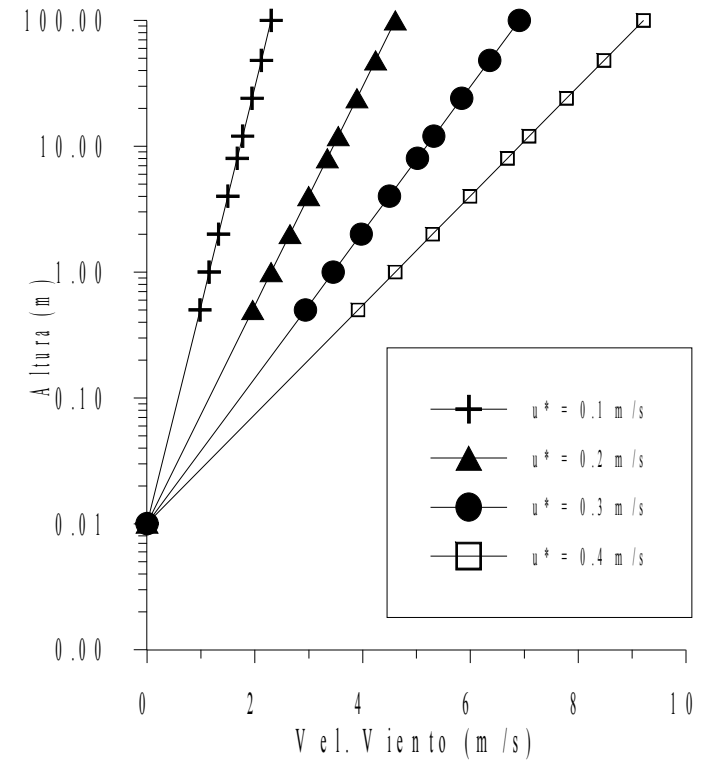 100.00
10.00
1.00
0.10
0.01
0.00
Altura (m)
u* = 0.1 m/s
u* = 0.2 m/s
u* = 0.3 m/s
u* = 0.4 m/s
0 2 4 6 8 10
Vel. Viento (m/s)